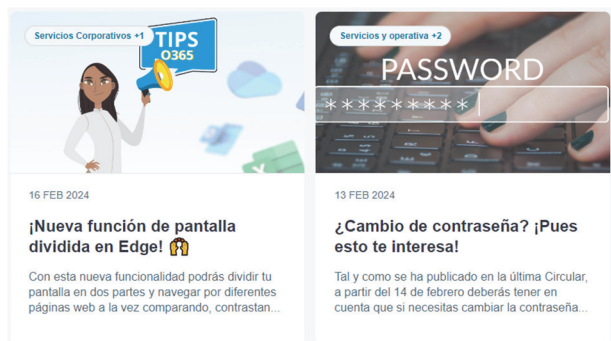 Servicios Corporativos +1
TIPS
O365
16 FEB 2024
¡Nueva función de pantalla
dividida en Edge! 🙌
Con esta nueva funcionalidad podrás dividir tu
pantalla en dos partes y navegar por diferentes
páginas web a la vez comparando, contrastan...
Servicios y operativa +2
PASSWORD
*********
13 FEB 2024
¿Cambio de contraseña? ¡Pues
esto te interesa!
Tal y como se ha publicado en la última Circular,
a partir del 14 de febrero deberás tener en
cuenta que si necesitas cambiar la contraseña...